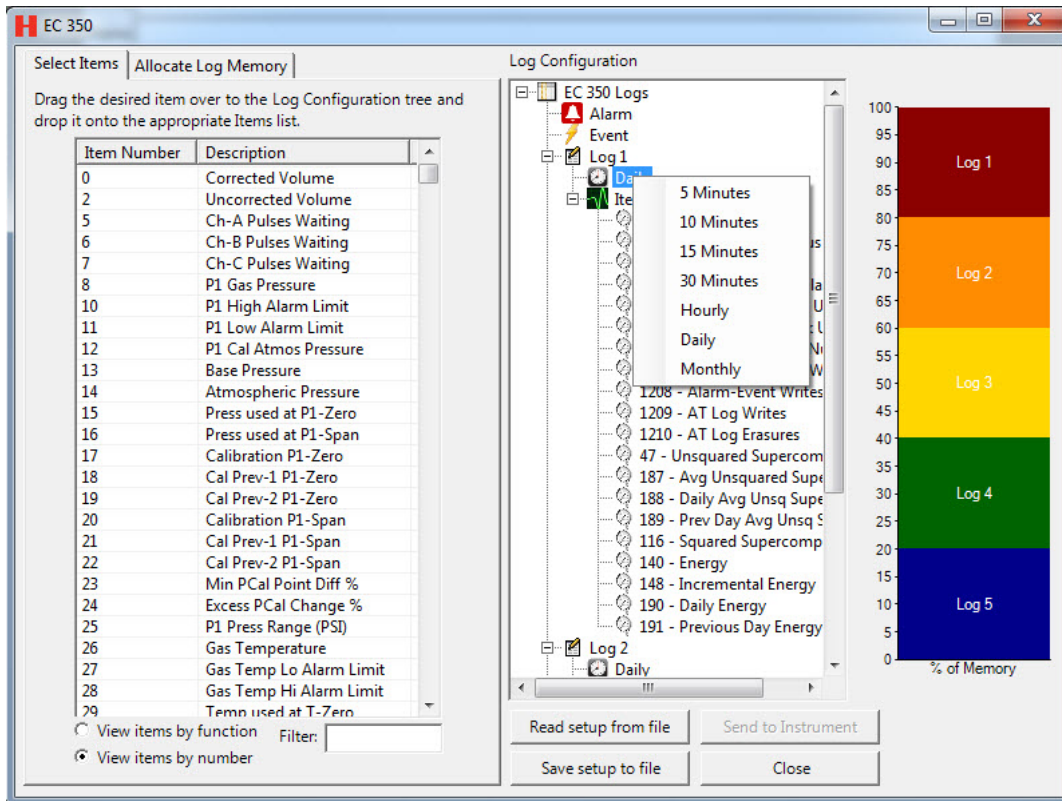 EC 350
Select Items
Allocate Log Memory
Drag the desired item over to the Log Configuration tree and
drop it onto the appropriate Items list.
Item Number Description
0 Corrected Volume
2 Uncorrected Volume
5 Ch-A Pulses Waiting
6 Ch-B Pulses Waiting
7 Ch-C Pulses Waiting
8 P1 Gas Pressure
10 P1 High Alarm Limit
11 P1 Low Alarm Limit
12 P1 Cal Atmos Pressure
13 Base Pressure
14 Atmospheric Pressure
15 Press used at P1-Zero
16 Press used at P1-Span
17 Calibration P1-Zero
18 Cal Prev-1 P1-Zero
19 Cal Prev-2 P1-Zero
20 Calibration P1-Span
21 Cal Prev-1 P1-Span
22 Cal Prev-2 P1-Span
23 Min PCal Point Diff %
24 Excess PCal Change %
25 P1 Press Range (PSI)
26 Gas Temperature
27 Gas Temp Lo Alarm Limit
28 Gas Temp Hi Alarm Limit
29 Temp used at T-Zero
View items by function
Filter:
View items by number
Log Configuration
EC 350 Logs
Alarm
Event
Log 1
Daily
Ite
5 Minutes
10 Minutes
15 Minutes
30 Minutes
Hourly
Daily
Monthly
1208 - Alarm-Event Writes
1209 - AT Log Writes
1210 - AT Log Erasures
47 - Unsquared Supercom
187 - Avg Unsquared Supe
188 - Daily Avg Unsq Supe
189 - Prev Day Avg Unsq S
116 - Squared Supercomp
140 - Energy
148 - Incremental Energy
190 - Daily Energy
191 - Previous Day Energy
Log 2
Daily
Read setup from file
Send to Instrument
Save setup to file
Close
100
95
90
85
80
75
70
65
60
55
50
45
40
35
30
25
20
15
10
5
0
Log 1
Log 2
Log 3
Log 4
Log 5
% of Memory